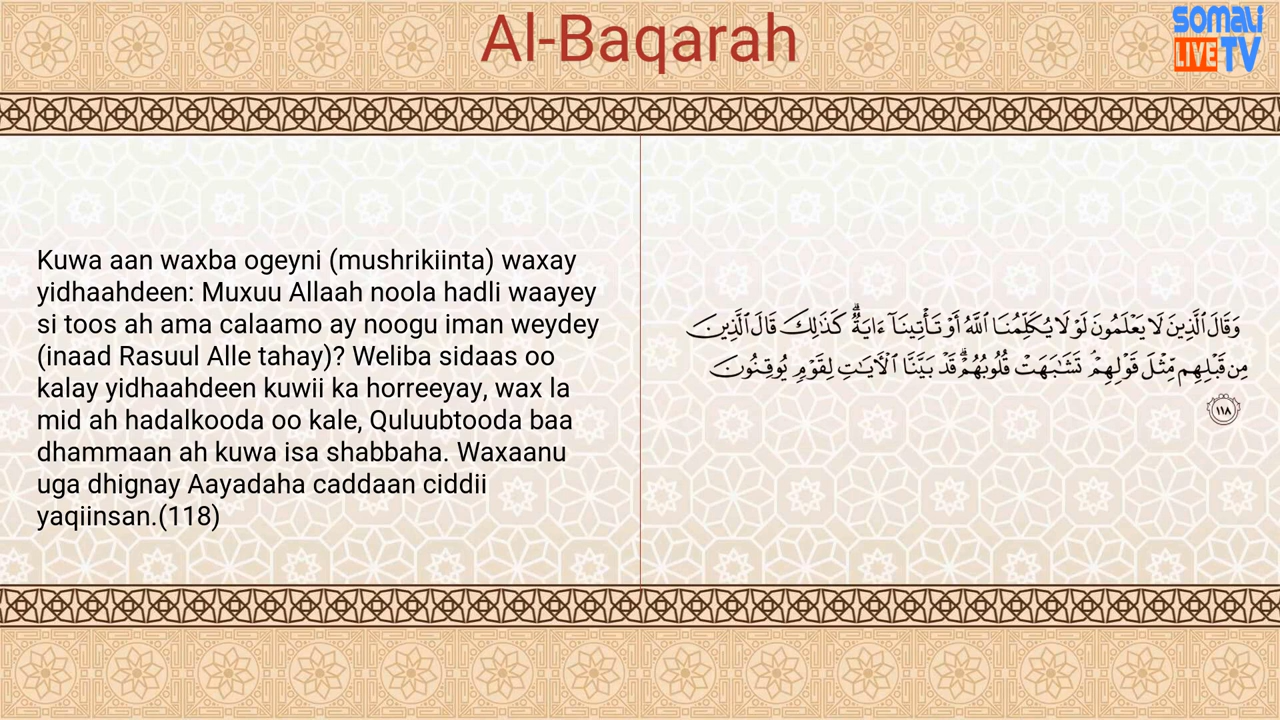 Al-Baqarah
SOMALI
LIVE TV
Kuwa aan waxba ogeyni (mushrikiinta) waxay
yidhaahdeen: Muxuu Allaah noola hadli waayey
si toos ah ama calaamo ay noogu iman weydey
(inaad Rasuul Alle tahay)? Weliba sidaas oo
kalay yidhaahdeen kuwii ka horreeyay, wax la
mid ah hadalkooda oo kale, Quluubtooda baa
dhammaan ah kuwa isa shabbaha. Waxaanu
uga dhignay Aayadaha caddaan ciddii
yaqiinsan.(118)
وَقَالَ ٱلَّذِينَ لَا يَعْلَمُونَ لَوْلَا يُكَلِّمُنَا ٱللَّهُ أَوْ تَأْتِينَآ ءَايَةٌۗ كَذَٰلِكَ قَالَ ٱلَّذِينَ
مِن قَبْلِهِم مِّثْلَ قَوْلِهِمْۘ تَشَٰبَهَتْ قُلُوبُهُمْۗ قَدْ بَيَّنَّا ٱلْأٓيَٰتِ لِقَوْمٍ يُوقِنُونَ
١١٨